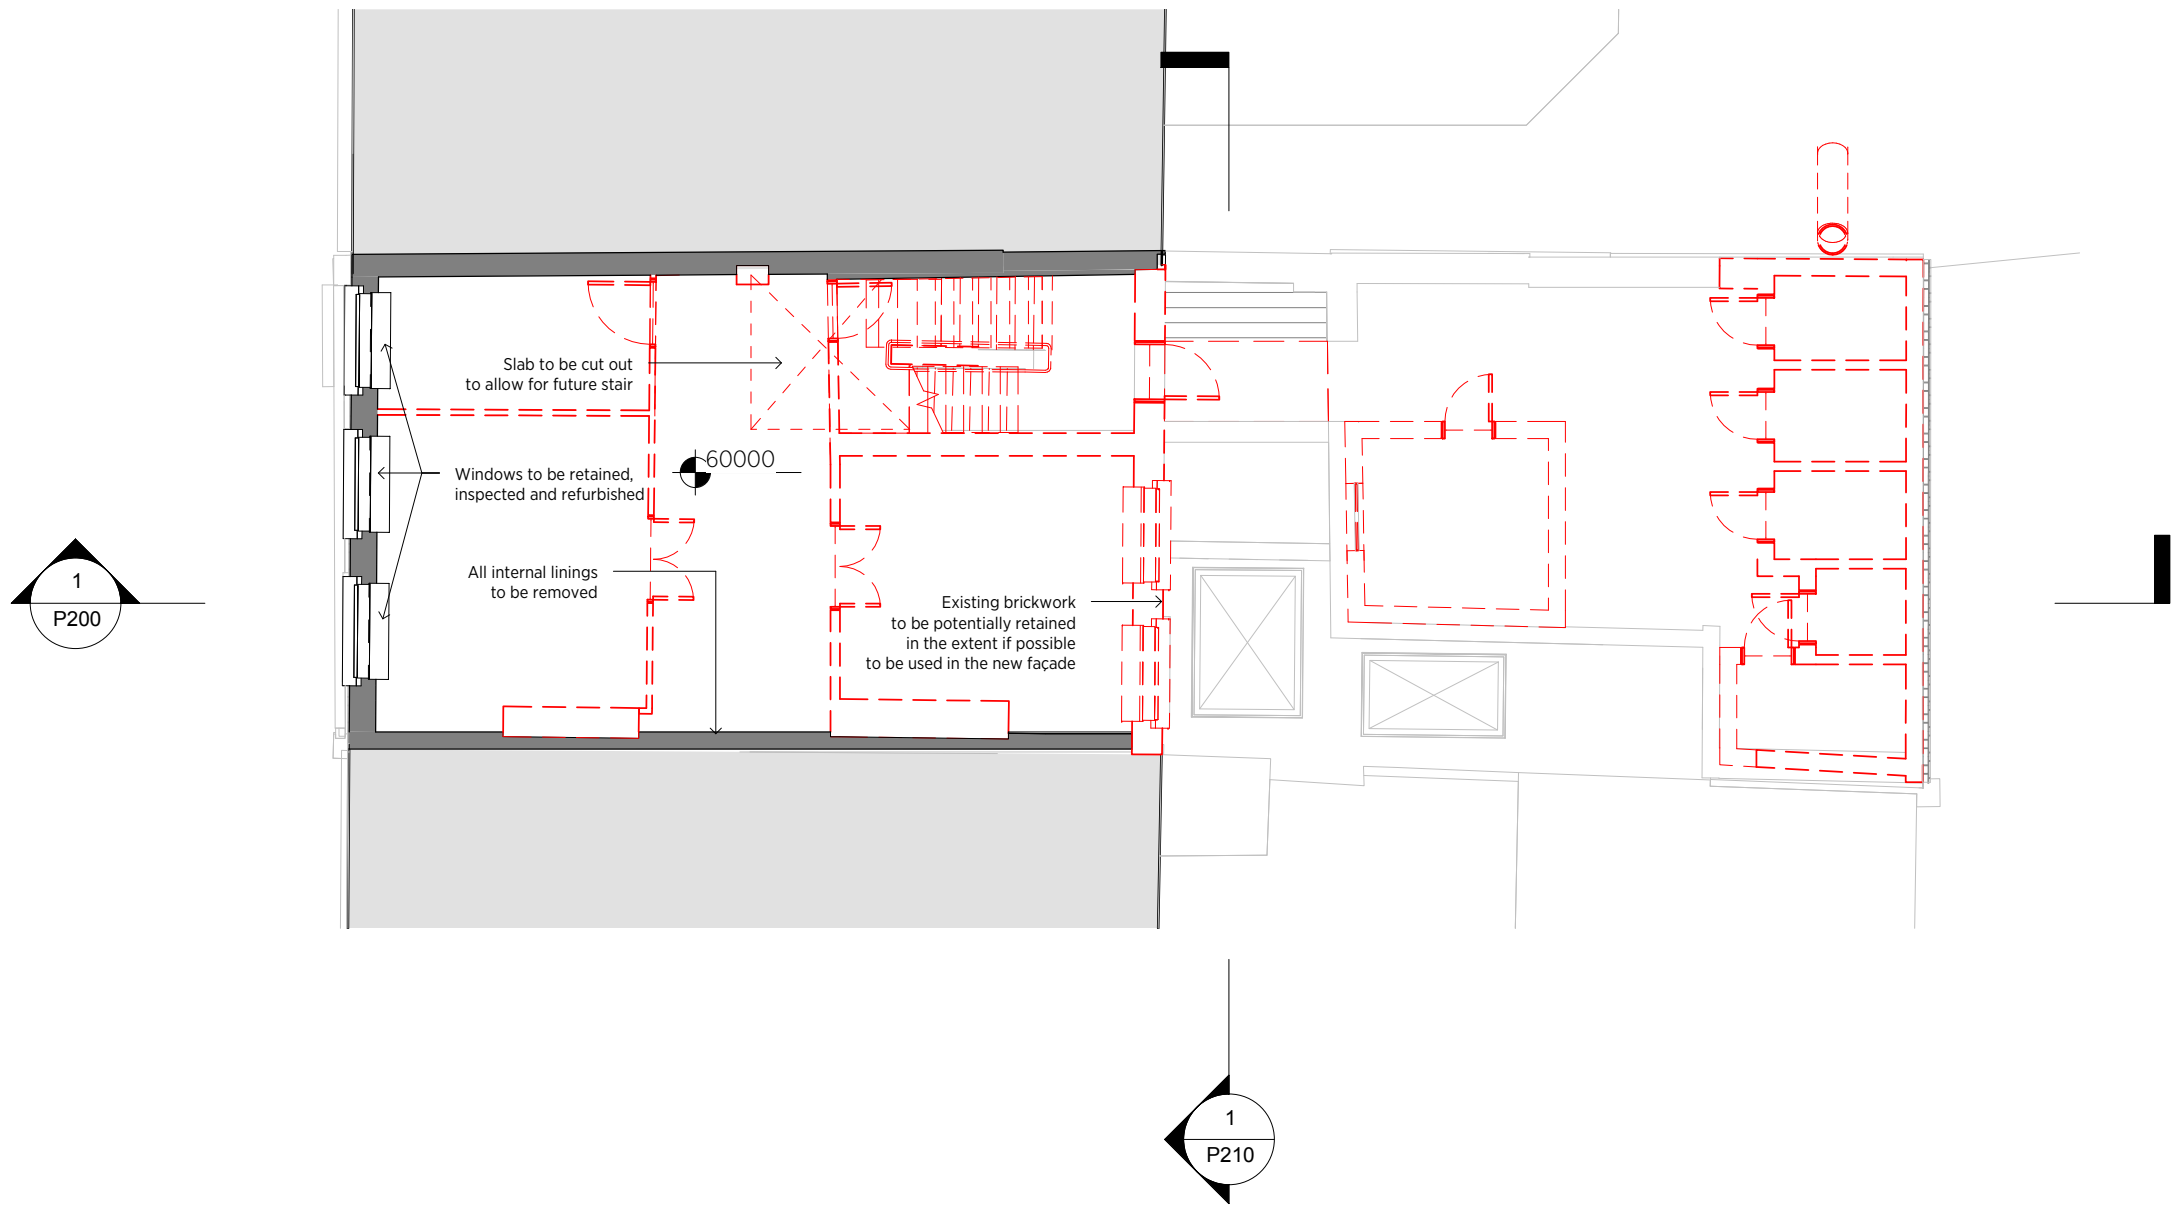 Slab to be cut out
to allow for future stair
60000
Windows to be retained,
inspected and refurbished
All internal linings
to be removed
Existing brickwork
to be potentially retained
in the extent if possible
to be used in the new façade
1
P200
1
P210